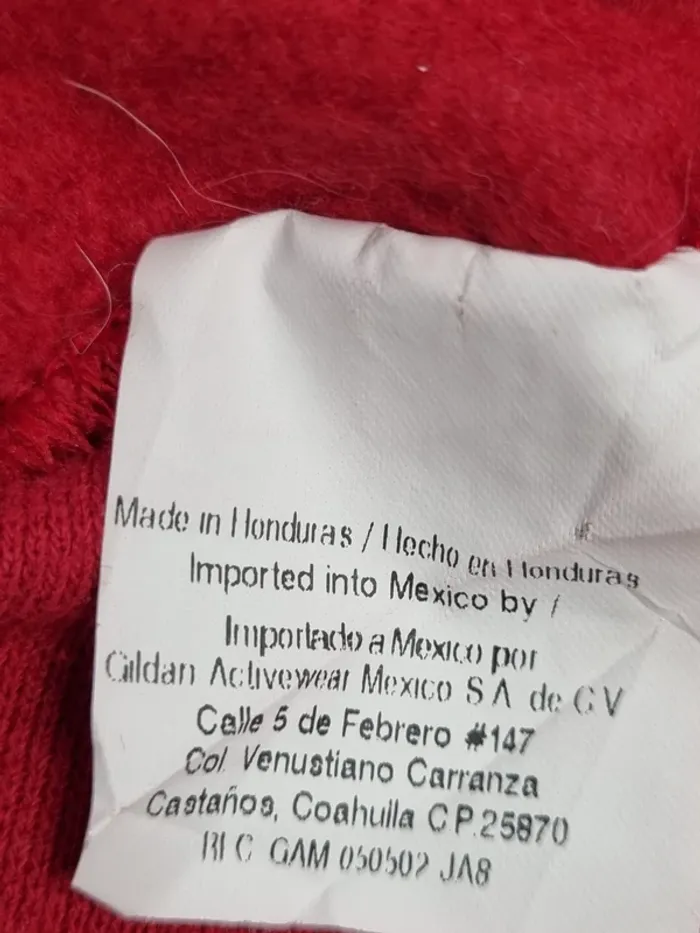 Made in Honduras / Hecho en Honduras
Imported into Mexico by /
Importado a Mexico por
Gildan Activewear Mexico S A de C V
Calle 5 de Febrero #147
Col. Venustiano Carranza
Castaños, Coahuila C P.25870
R F C GAM 050502 JA8